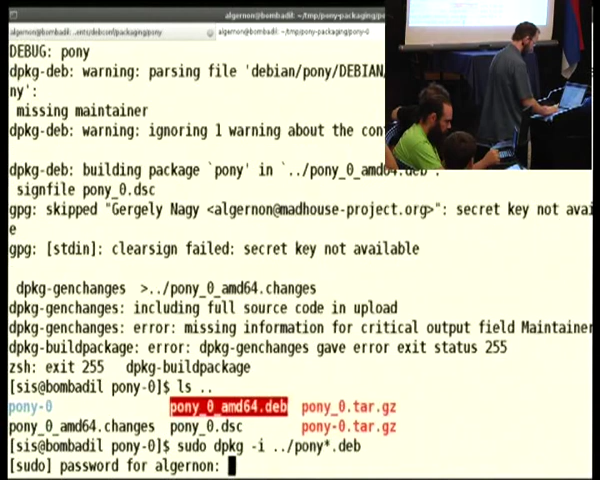 algernon@bombadil: ~/tmp/pony-packaging/pony
algernon@bombadil: ~/tmp/pony-packaging/pony-0
DEBUG: pony
dpkg-deb: warning: parsing file 'debian/pony/DEBIAN
ny':
missing maintainer
dpkg-deb: warning: ignoring 1 warning about the con
dpkg-deb: building package `pony' in `../pony_0_amd64.deb'.
signfile pony_0.dsc
gpg: skipped "Gergely Nagy <algernon@madhouse-project.org>": secret key not avai
e
gpg: [stdin]: clearsign failed: secret key not available
dpkg-genchanges >../pony_0_amd64.changes
dpkg-genchanges: including full source code in upload
dpkg-genchanges: error: missing information for critical output field Maintainer
dpkg-buildpackage: error: dpkg-genchanges gave error exit status 255
zsh: exit 255 dpkg-buildpackage
[sis@bombadil pony-0]$ ls ..
pony-0 pony_0_amd64.deb pony_0.tar.gz
pony_0_amd64.changes pony_0.dsc pony-0.tar.gz
[sis@bombadil pony-0]$ sudo dpkg -i ../pony*.deb
[sudo] password for algernon: